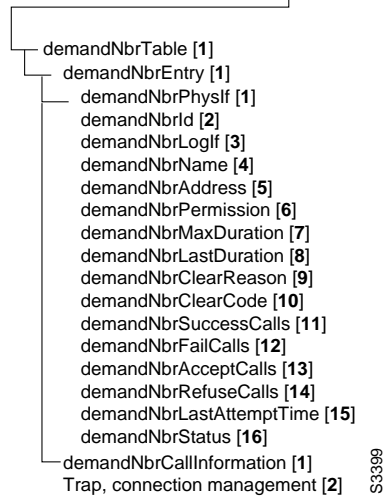 demandNbrTable [1]
demandNbrEntry [1]
demandNbrPhysIf [1]
demandNbrId [2]
demandNbrLogIf [3]
demandNbrName [4]
demandNbrAddress [5]
demandNbrPermission [6]
demandNbrMaxDuration [7]
demandNbrLastDuration [8]
demandNbrClearReason [9]
demandNbrClearCode [10]
demandNbrSuccessCalls [11]
demandNbrFailCalls [12]
demandNbrAcceptCalls [13]
demandNbrRefuseCalls [14]
demandNbrLastAttemptTime [15]
demandNbrStatus [16]
demandNbrCallInformation [1]
Trap, connection management [2]
S3399